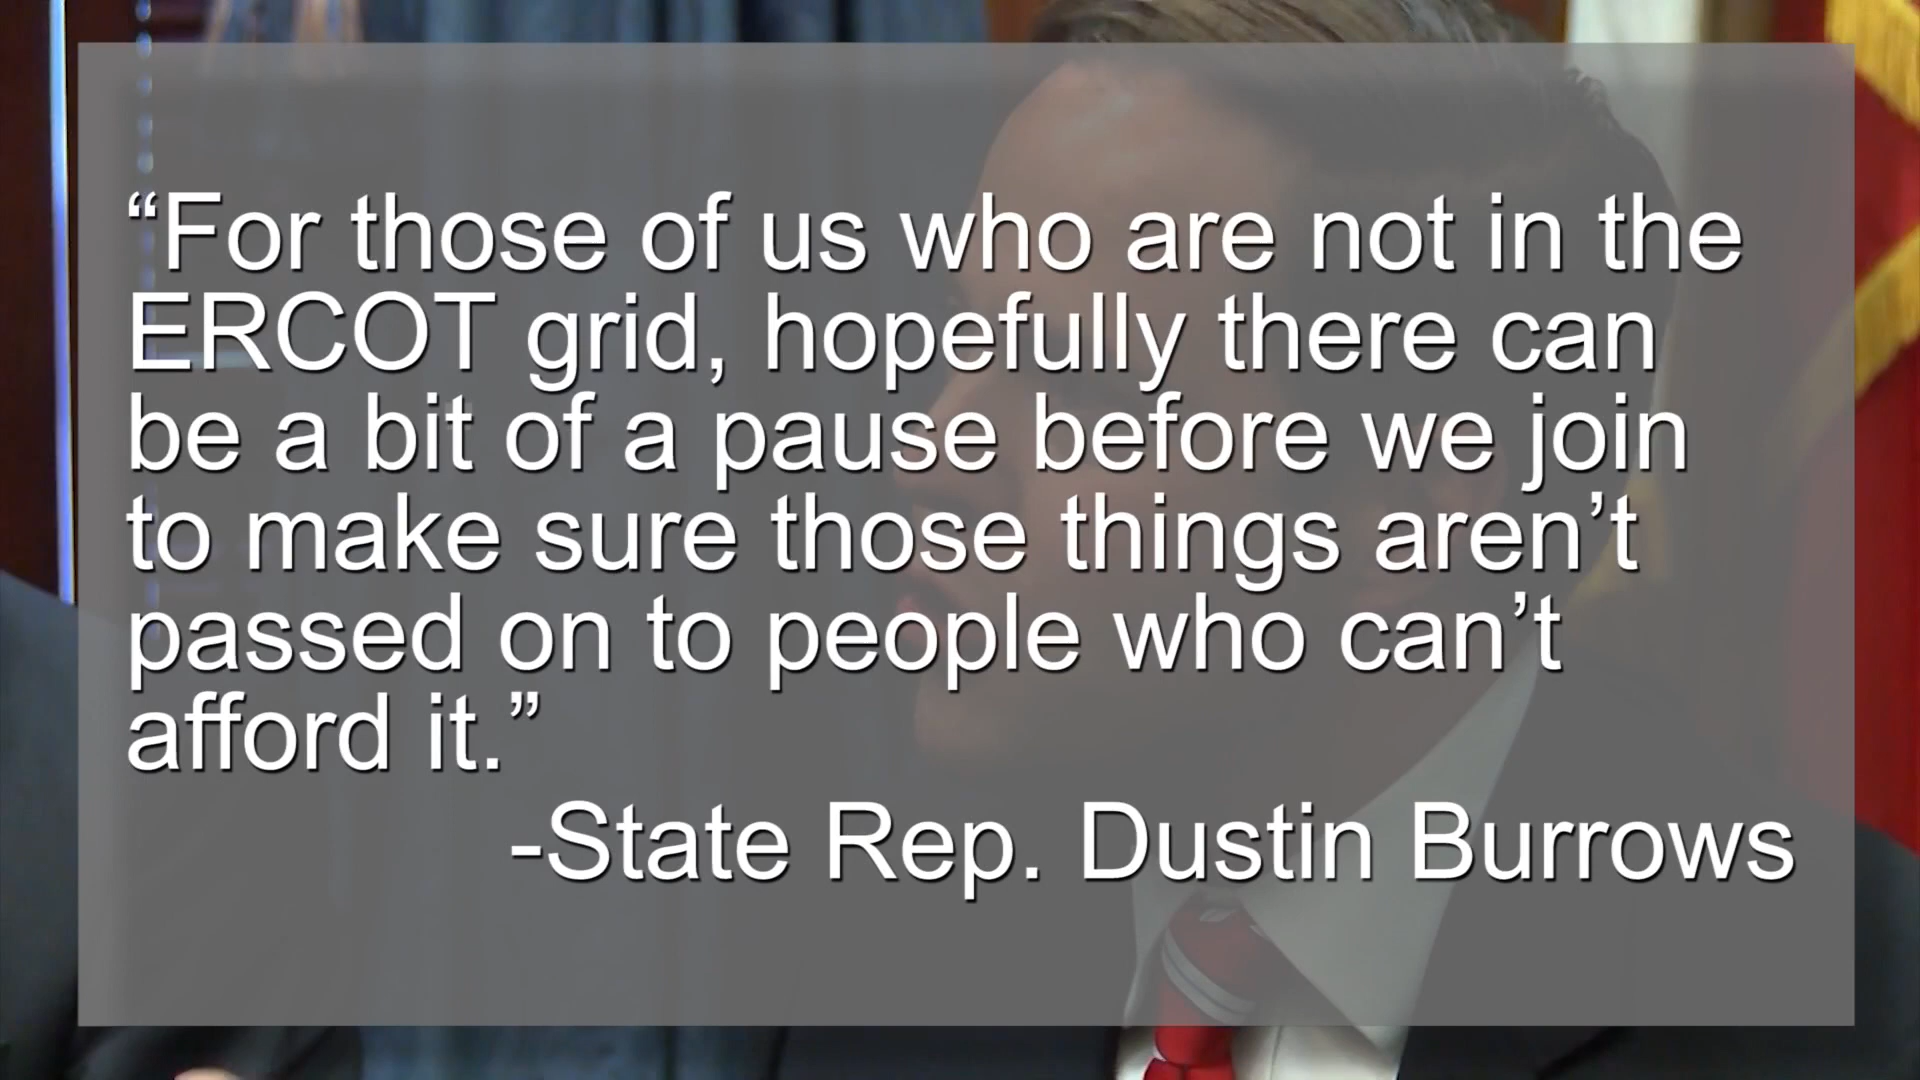 “For those of us who are not in the
ERCOT grid, hopefully there can
be a bit of a pause before we join
to make sure those things aren’t
passed on to people who can’t
afford it.”
-State Rep. Dustin Burrows